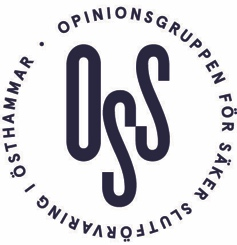 OPINIONSGRUPPEN FÖR SÄKER SLUTFÖRVARING I ÖSTHAMMAR •
OSS